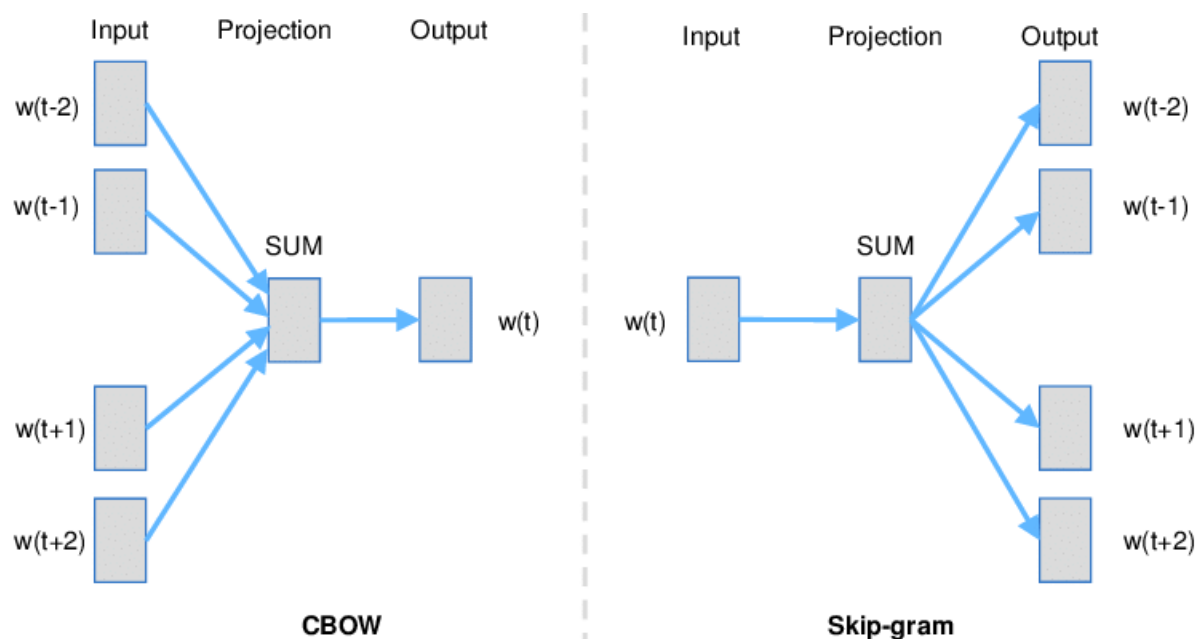 Input Projection Output
w(t-2)
w(t-1)
SUM
w(t)
w(t+1)
w(t+2)
CBOW
Input Projection Output
w(t-2)
w(t-1)
SUM
w(t)
w(t+1)
w(t+2)
Skip-gram